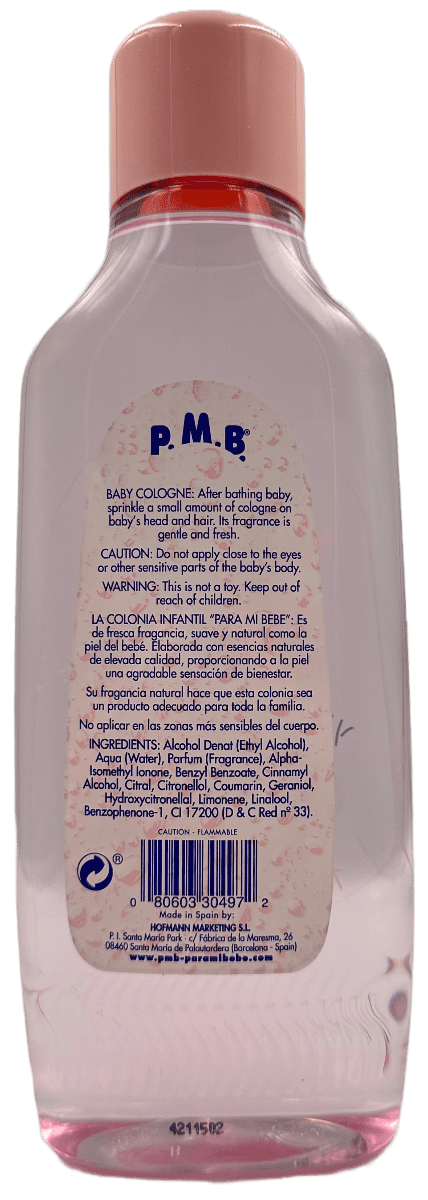 P.M.B.®
BABY COLOGNE: After bathing baby,
sprinkle a small amount of cologne on
baby's head and hair. Its fragrance is
gentle and fresh.
CAUTION: Do not apply close to the eyes
or other sensitive parts of the baby's body.
WARNING: This is not a toy. Keep out of
reach of children.
LA COLONIA INFANTIL "PARA MI BEBE": Es
de fresca fragancia, suave y natural como la
piel del bebé. Elaborada con esencias naturales
de elevada calidad, proporcionando a la piel
una agradable sensación de bienestar.
Su fragancia natural hace que esta colonia sea
un producto adecuado para toda la família.
No aplicar en las zonas más sensibles del cuerpo.
INGREDIENTS: Alcohol Denat (Ethyl Alcohol),
Aqua (Water), Parfum (Fragrance), Alpha-
Isomethyl Ionone, Benzyl Benzoate, Cinnamyl
Alcohol, Citral, Citronellol, Coumarin, Geraniol,
Hydroxycitronellal, Limonene, Linalool,
Benzophenone-1, CI 17200 (D & C Red nº 33).
CAUTION - FLAMMABLE
®
0 80603 30497 2
Made in Spain by:
HOFMANN MARKETING S.L.
P. I. Santa María Park - c/ Fábrica de la Maresma, 26
08460 Santa María de Palautordera (Barcelona - Spain)
www.pmb-paramibebe.com
4211502